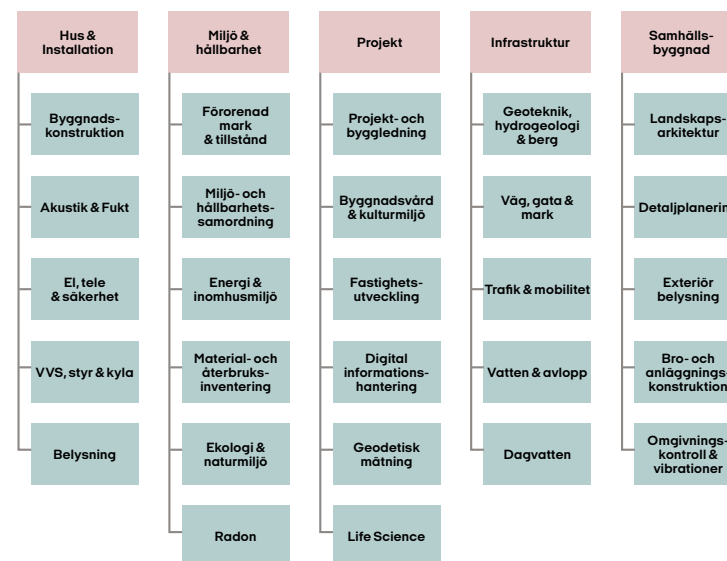 Hus &
Installation
Byggnads-
konstruktion
Akustik & Fukt
El, tele
& säkerhet
VVS, styr & kyla
Belysning
Miljö &
hållbarhet
Förorenad
mark
& tillstånd
Miljö- och
hållbarhets-
samordning
Energi &
inomhusmiljö
Material- och
återbruks-
inventering
Ekologi &
naturmiljö
Radon
Projekt
Projekt- och
byggledning
Byggnadsvård
& kulturmiljö
Fastighets-
utveckling
Digital
informations-
hantering
Geodetisk
mätning
Life Science
Infrastruktur
Geoteknik,
hydrogeologi
& berg
Väg, gata &
mark
Trafik & mobilitet
Vatten & avlopp
Dagvatten
Samhälls-
byggnad
Landskaps-
arkitektur
Detaljplanerin
Exteriör
belysning
Bro- och
anläggnings-
konstruktion
Omgivnings-
kontroll &
vibrationer